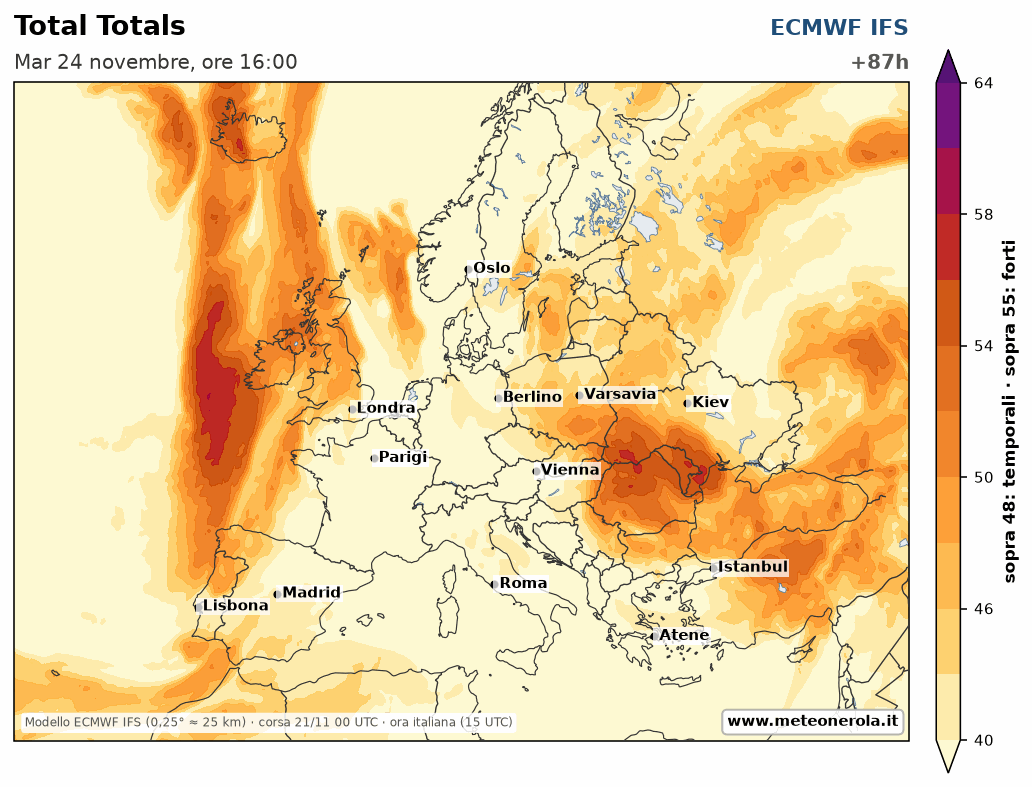 Total Totals
ECMWF IFS
Mar 24 novembre, ore 16:00
+87h
64
58
54
50
46
40
sopra 48: temporali · sopra 55: forti
Oslo
Berlino
Varsavia
Kiev
Londra
Parigi
Vienna
Istanbul
Roma
Madrid
Lisbona
Atene
Modello ECMWF IFS (0,25° ≈ 25 km) · corsa 21/11 00 UTC · ora italiana (15 UTC)
www.meteonerola.it